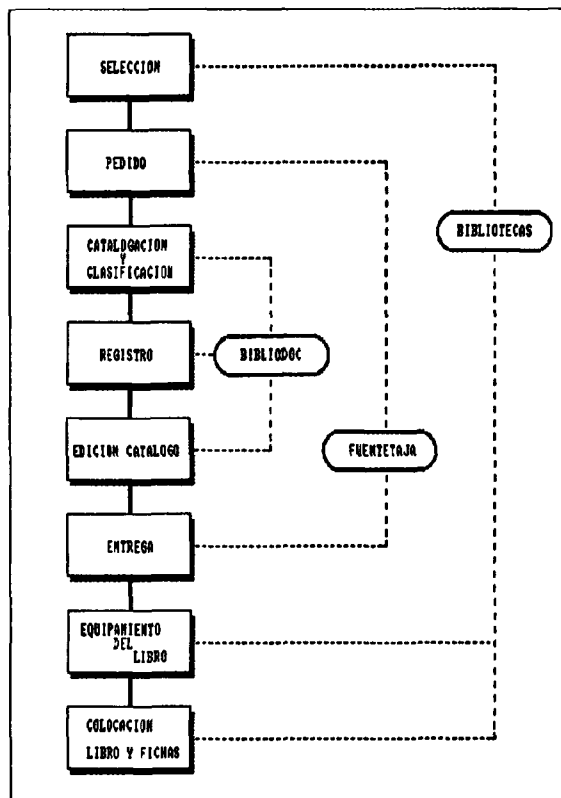 SELECCION
PEDIDO
BIBLIOTECAS
CATALOGACION
Y
CLASIFICACION
REGISTRO
BIBLIODOC
EDICION CATALOGO
FUENTETAJA
ENTREGA
EQUIPAMIENTO
DEL
LIBRO
COLOCACION
LIBRO Y FICHAS